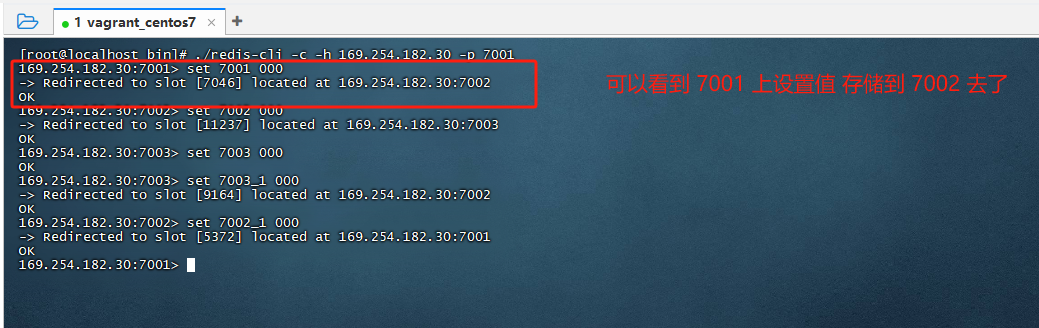 1 vagrant_centos7 × +
[root@localhost bin]# ./redis-cli -c -h 169.254.182.30 -p 7001
169.254.182.30:7001> set 7001 000
-> Redirected to slot [7046] located at 169.254.182.30:7002
OK
可以看到 7001 上设置值 存储到 7002 去了
169.254.182.30:7002> set 7002 000
-> Redirected to slot [11237] located at 169.254.182.30:7003
OK
169.254.182.30:7003> set 7003 000
OK
169.254.182.30:7003> set 7003_1 000
-> Redirected to slot [9164] located at 169.254.182.30:7002
OK
169.254.182.30:7002> set 7002_1 000
-> Redirected to slot [5372] located at 169.254.182.30:7001
OK
169.254.182.30:7001>